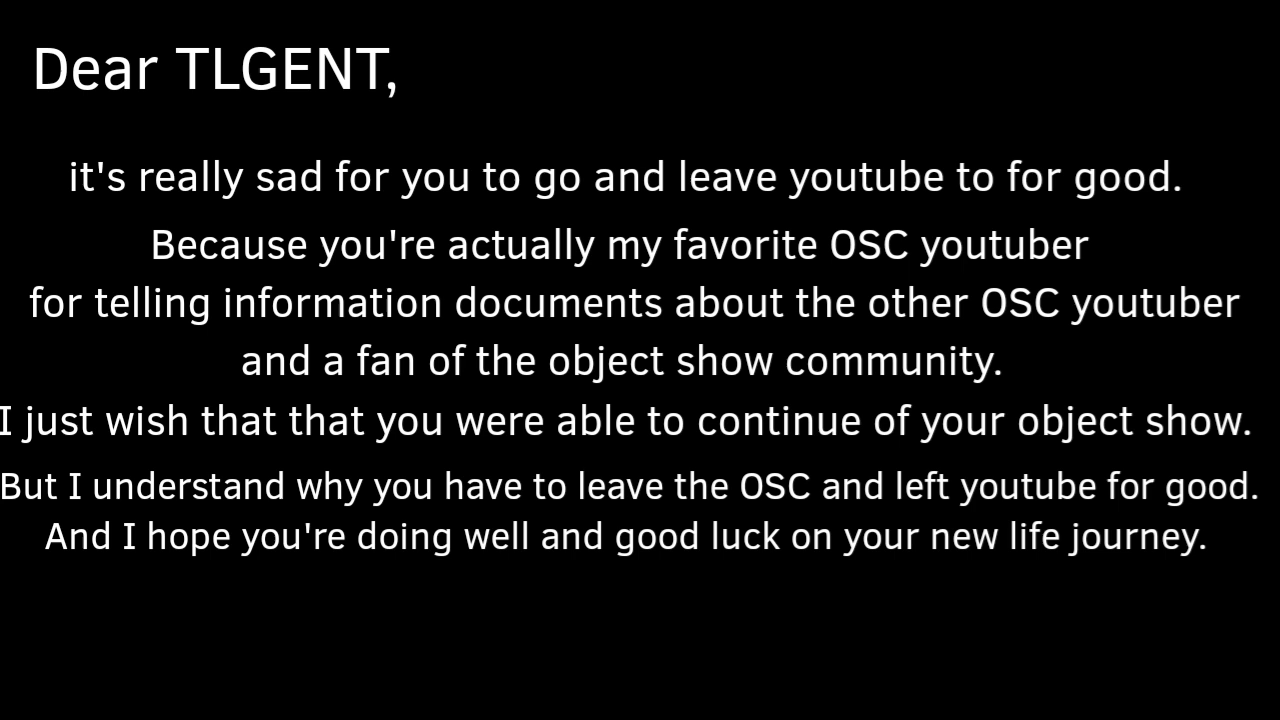 Dear TLGENT,
it's really sad for you to go and leave youtube to for good.
Because you're actually my favorite OSC youtuber
for telling information documents about the other OSC youtuber
and a fan of the object show community.
I just wish that that you were able to continue of your object show.
But I understand why you have to leave the OSC and left youtube for good.
And I hope you're doing well and good luck on your new life journey.